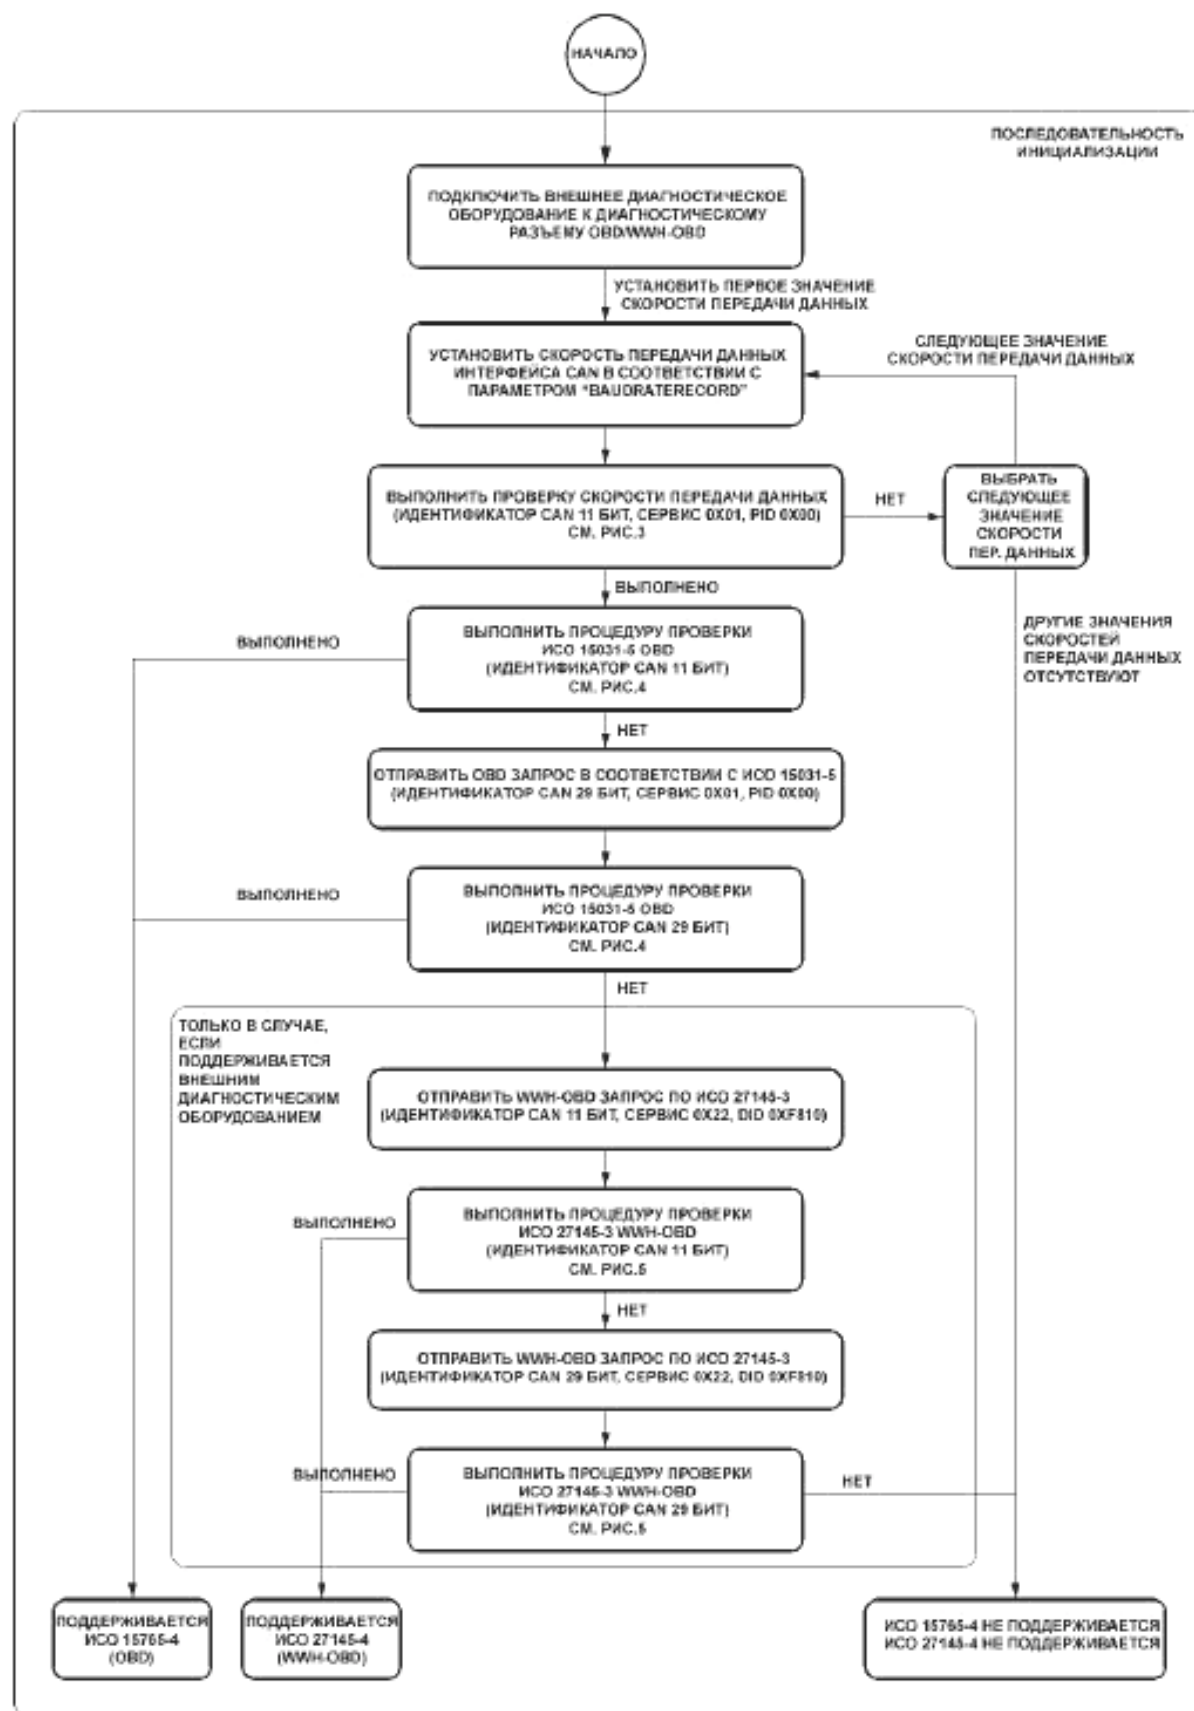 НАЧАЛО
ПОСЛЕДОВАТЕЛЬНОСТЬ
ИНИЦИАЛИЗАЦИИ
ПОДКЛЮЧИТЬ ВНЕШНЕЕ ДИАГНОСТИЧЕСКОЕ
ОБОРУДОВАНИЕ К ДИАГНОСТИЧЕСКОМУ
РАЗЪЕМУ OBD/WWH-OBD
УСТАНОВИТЬ ПЕРВОЕ ЗНАЧЕНИЕ
СКОРОСТИ ПЕРЕДАЧИ ДАННЫХ
УСТАНОВИТЬ СКОРОСТЬ ПЕРЕДАЧИ ДАННЫХ
ИНТЕРФЕЙСА CAN В СООТВЕТСТВИИ С
ПАРАМЕТРОМ "BAUDRATERECORD"
СЛЕДУЮЩЕЕ ЗНАЧЕНИЕ
СКОРОСТИ ПЕРЕДАЧИ ДАННЫХ
ВЫПОЛНИТЬ ПРОВЕРКУ СКОРОСТИ ПЕРЕДАЧИ ДАННЫХ
(ИДЕНТИФИКАТОР CAN 11 БИТ, СЕРВИС 0X01, PID 0X00)
СМ. РИС.3
НЕТ
ВЫБРАТЬ
СЛЕДУЮЩЕЕ
ЗНАЧЕНИЕ
СКОРОСТИ
ПЕР. ДАННЫХ
ВЫПОЛНЕНО
ВЫПОЛНЕНО
ВЫПОЛНИТЬ ПРОЦЕДУРУ ПРОВЕРКИ
ИСО 15031-5 OBD
(ИДЕНТИФИКАТОР CAN 11 БИТ)
СМ. РИС.4
ДРУГИЕ ЗНАЧЕНИЯ
СКОРОСТЕЙ
ПЕРЕДАЧИ ДАННЫХ
ОТСУТСТВУЮТ
НЕТ
ОТПРАВИТЬ OBD ЗАПРОС В СООТВЕТСТВИИ С ИСО 15031-5
(ИДЕНТИФИКАТОР CAN 29 БИТ, СЕРВИС 0X01, PID 0X00)
ВЫПОЛНЕНО
ВЫПОЛНИТЬ ПРОЦЕДУРУ ПРОВЕРКИ
ИСО 15031-5 OBD
(ИДЕНТИФИКАТОР CAN 29 БИТ)
СМ. РИС.4
НЕТ
ТОЛЬКО В СЛУЧАЕ,
ЕСЛИ
ПОДДЕРЖИВАЕТСЯ
ВНЕШНИМ
ДИАГНОСТИЧЕСКИМ
ОБОРУДОВАНИЕМ
ОТПРАВИТЬ WWH-OBD ЗАПРОС ПО ИСО 27145-3
(ИДЕНТИФИКАТОР CAN 11 БИТ, СЕРВИС 0X22, DID 0XF810)
ВЫПОЛНЕНО
ВЫПОЛНИТЬ ПРОЦЕДУРУ ПРОВЕРКИ
ИСО 27145-3 WWH-OBD
(ИДЕНТИФИКАТОР CAN 11 БИТ)
СМ. РИС.5
НЕТ
ОТПРАВИТЬ WWH-OBD ЗАПРОС ПО ИСО 27145-3
(ИДЕНТИФИКАТОР CAN 29 БИТ, СЕРВИС 0X22, DID 0XF810)
ВЫПОЛНЕНО
ВЫПОЛНИТЬ ПРОЦЕДУРУ ПРОВЕРКИ
ИСО 27145-3 WWH-OBD
(ИДЕНТИФИКАТОР CAN 29 БИТ)
СМ. РИС.5
НЕТ
ПОДДЕРЖИВАЕТСЯ
ИСО 15765-4
(OBD)
ПОДДЕРЖИВАЕТСЯ
ИСО 27145-4
(WWH-OBD)
ИСО 15765-4 НЕ ПОДДЕРЖИВАЕТСЯ
ИСО 27145-4 НЕ ПОДДЕРЖИВАЕТСЯ